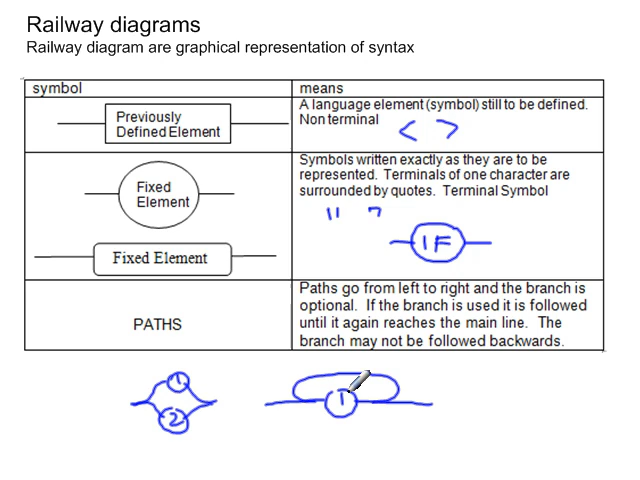 Railway diagrams
Railway diagram are graphical representation of syntax
symbol
means
Previously
Defined Element
A language element (symbol) still to be defined.
Non terminal
< >
Fixed
Element
Fixed Element
Symbols written exactly as they are to be
represented. Terminals of one character are
surrounded by quotes. Terminal Symbol
" "
IF
PATHS
Paths go from left to right and the branch is
optional. If the branch is used it is followed
until it again reaches the main line. The
branch may not be followed backwards.
1
2
1